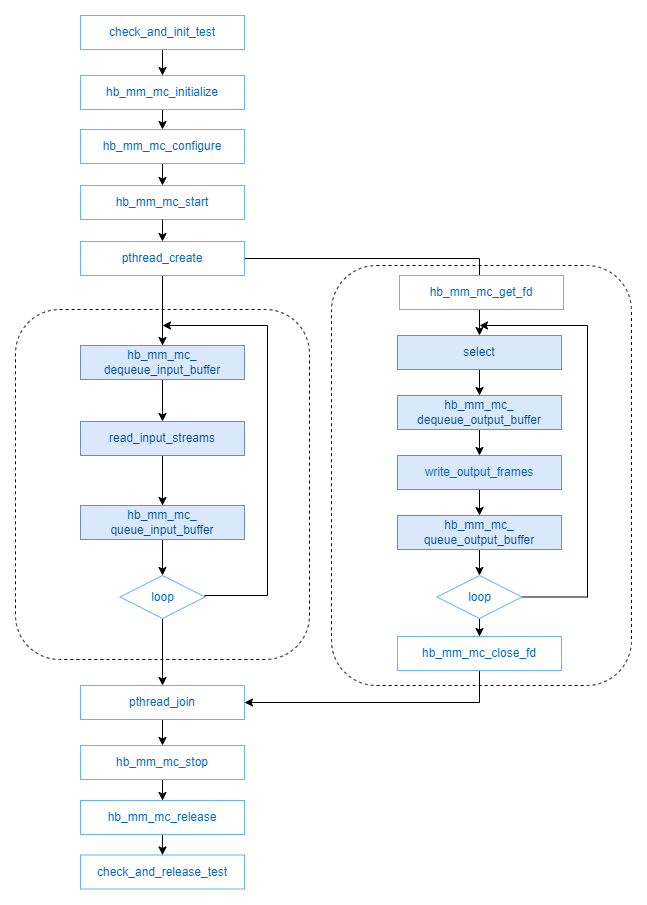 check_and_init_test
hb_mm_mc_initialize
hb_mm_mc_configure
hb_mm_mc_start
pthread_create
hb_mm_mc_
dequeue_input_buffer
read_input_streams
hb_mm_mc_
queue_input_buffer
loop
hb_mm_mc_get_fd
select
hb_mm_mc_
dequeue_output_buffer
write_output_frames
hb_mm_mc_
queue_output_buffer
loop
hb_mm_mc_close_fd
pthread_join
hb_mm_mc_stop
hb_mm_mc_release
check_and_release_test